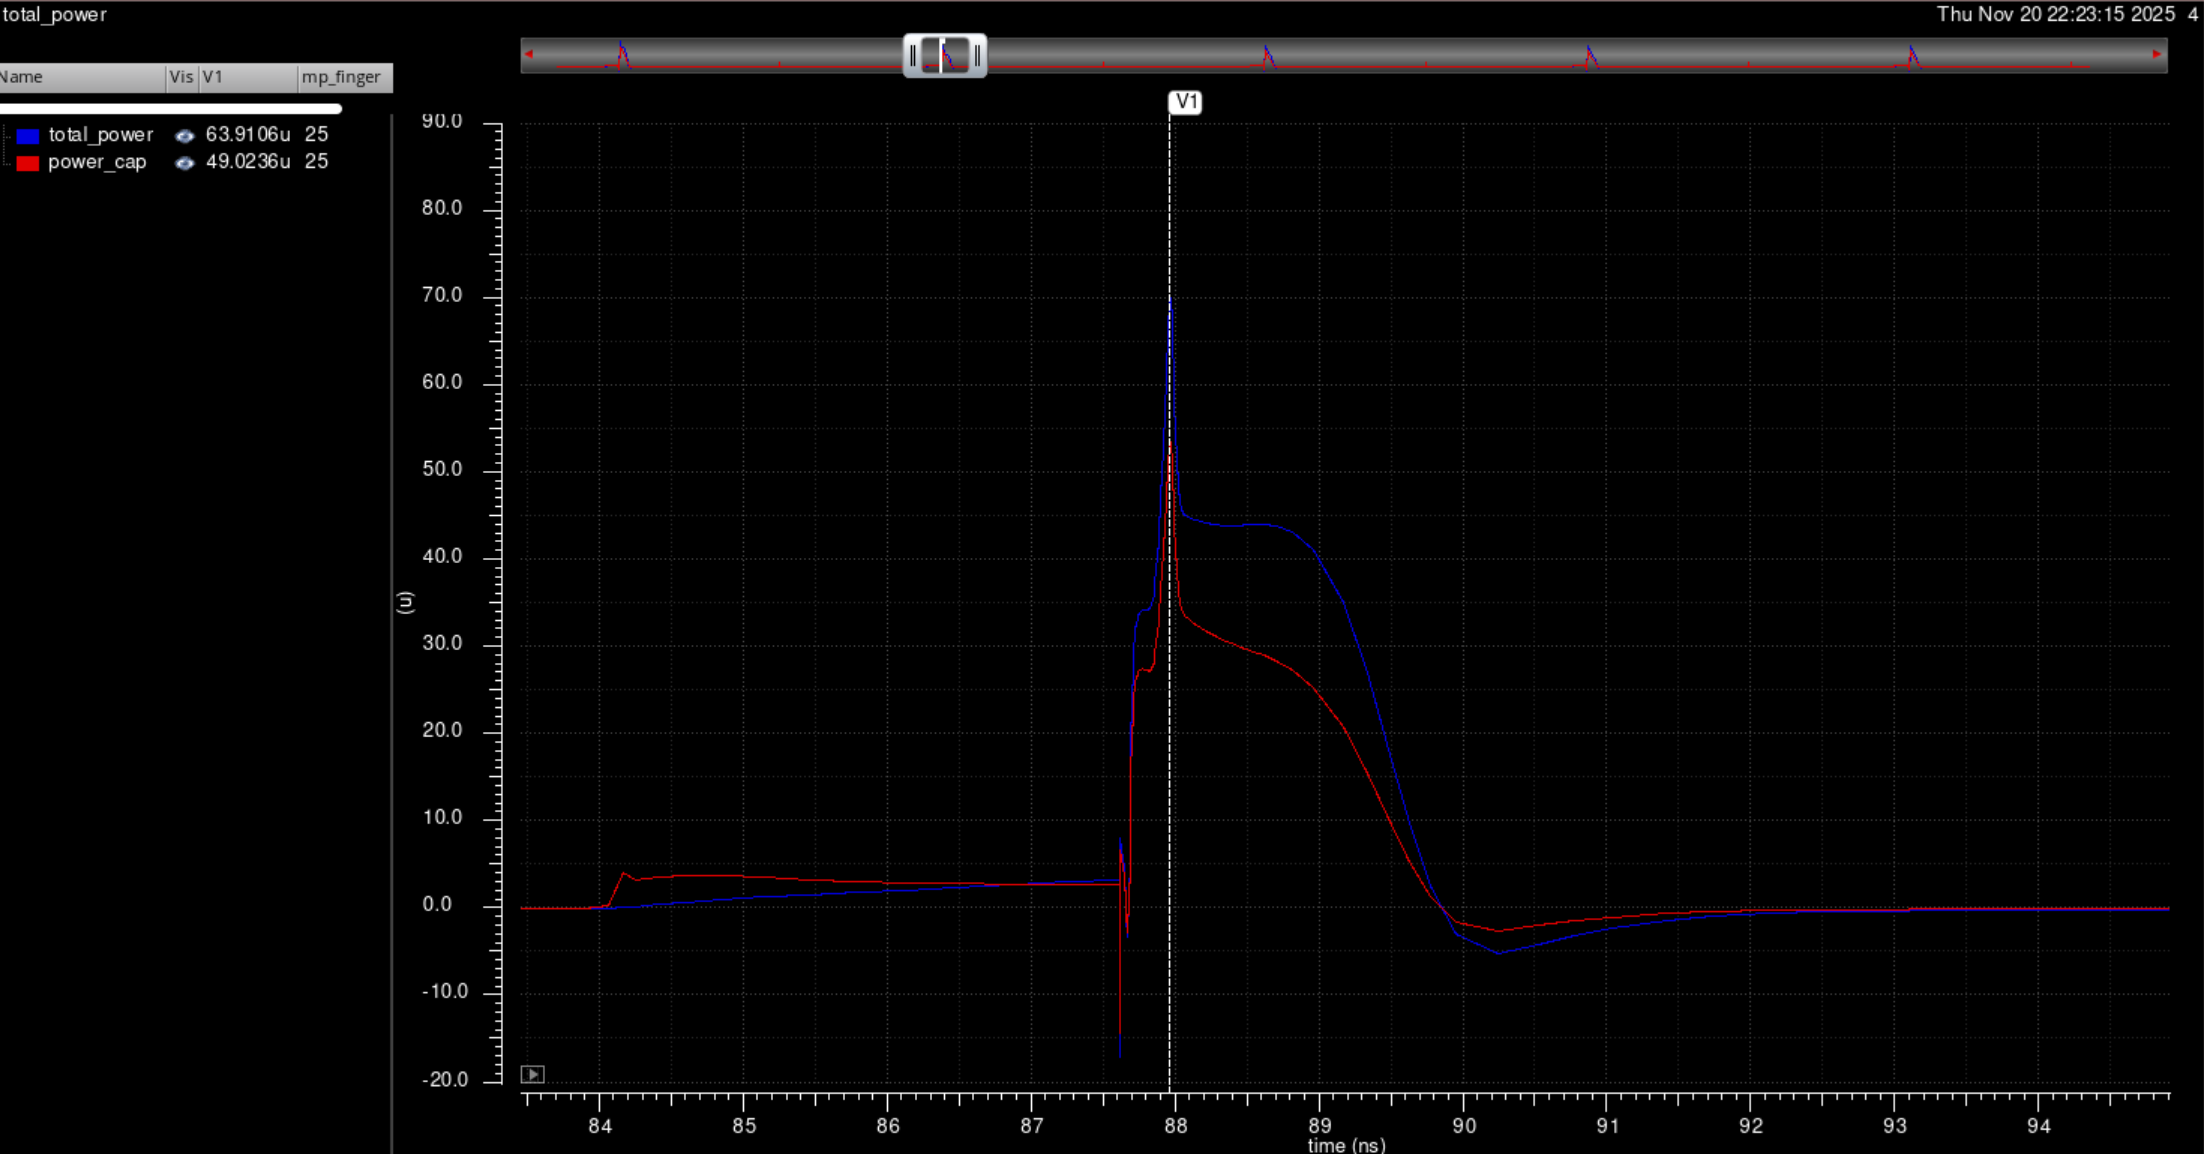 total_power
Thu Nov 20 22:23:15 2025 4
Name Vis V1 mp_finger
total_power 63.9106u 25
power_cap 49.0236u 25
V1
90.0
80.0
70.0
60.0
50.0
40.0
(u)
30.0
20.0
10.0
0.0
-10.0
-20.0
84 85 86 87 88 89 90 91 92 93 94
time (ns)